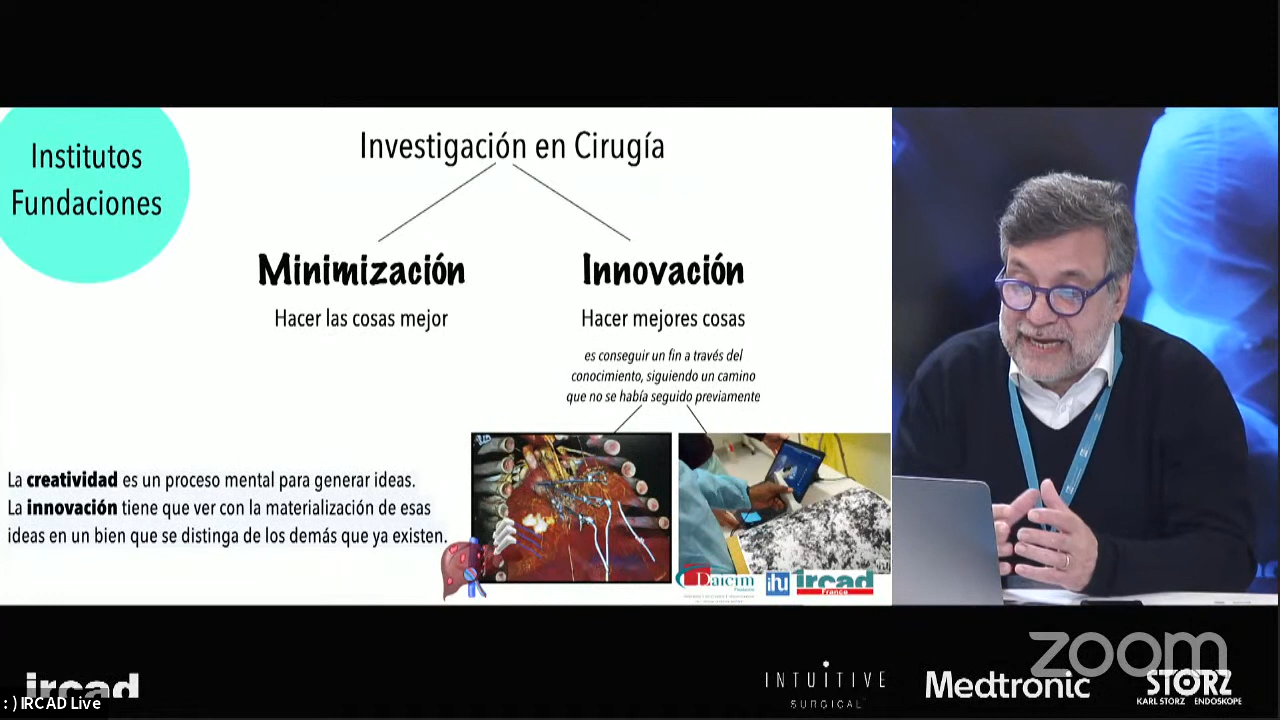 Institutos
Fundaciones
Investigación en Cirugía
Minimización
Hacer las cosas mejor
Innovación
Hacer mejores cosas
es conseguir un fin a través del
conocimiento, siguiendo un camino
que no se había seguido previamente
La creatividad es un proceso mental para generar ideas.
La innovación tiene que ver con la materialización de esas
ideas en un bien que se distinga de los demás que ya existen.
Daicim
ihu
ircad
France
zoom
ircad
:) IRCAD Live
INTUITIVE
SURGICAL
Medtronic
STORZ
KARL STORZ ENDOSKOPE